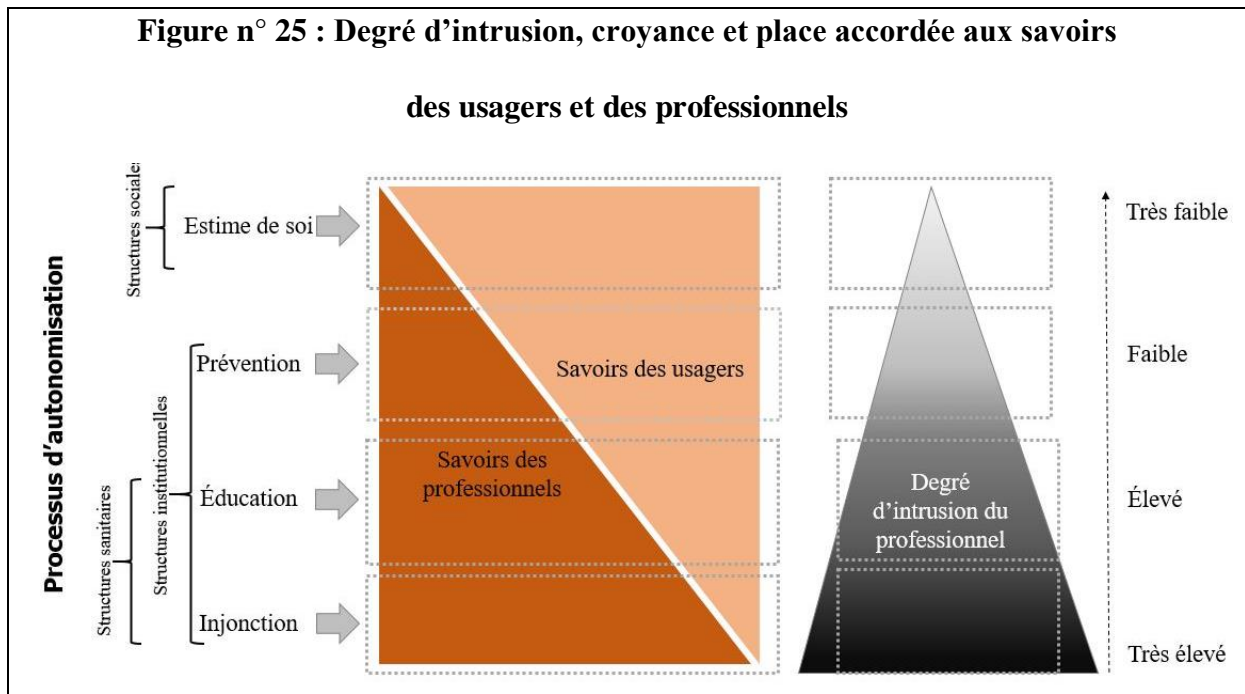 Figure n° 25 : Degré d’intrusion, croyance et place accordée aux savoirs
des usagers et des professionnels
Processus d’autonomisation
Structures sociales
Structures institutionnelles
Structures sanitaires
Estime de soi
Prévention
Éducation
Injonction
Savoirs des usagers
Savoirs des
professionnels
Degré
d’intrusion du
professionnel
Très faible
Faible
Élevé
Très élevé